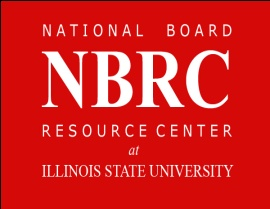 NATIONAL BOARD
NBRC
RESOURCE CENTER
at
ILLINOIS STATE UNIVERSITY